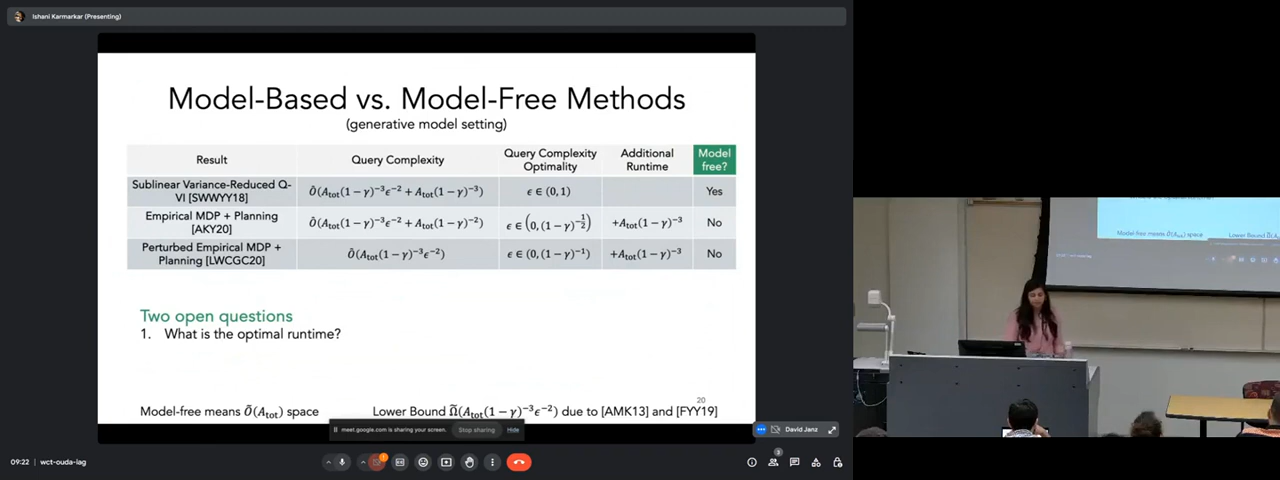 Ishani Karmarkar (Presenting)
Model-Based vs. Model-Free Methods
(generative model setting)
Result Query Complexity Query Complexity Optimality Additional Runtime Model free?
Sublinear Variance-Reduced Q-VI [SWWYY18] Õ(A_tot(1 − γ)⁻³ϵ⁻² + A_tot(1 − γ)⁻³) ϵ ∈ (0, 1) Yes
Empirical MDP + Planning [AKY20] Õ(A_tot(1 − γ)⁻³ϵ⁻² + A_tot(1 − γ)⁻²) ϵ ∈ (0, (1 − γ)^(-1/2)) +A_tot(1 − γ)⁻³ No
Perturbed Empirical MDP + Planning [LWCGC20] Õ(A_tot(1 − γ)⁻³ϵ⁻²) ϵ ∈ (0, (1 − γ)⁻¹) +A_tot(1 − γ)⁻³ No
Two open questions
1. What is the optimal runtime?
20
Model-free means Õ(A_tot) space Lower Bound Ω̃(A_tot(1 − γ)⁻³ϵ⁻²) due to [AMK13] and [FYY19]
meet.google.com is sharing your screen. Stop sharing Hide
David Janz
09:22 wct-ouda-lag
3